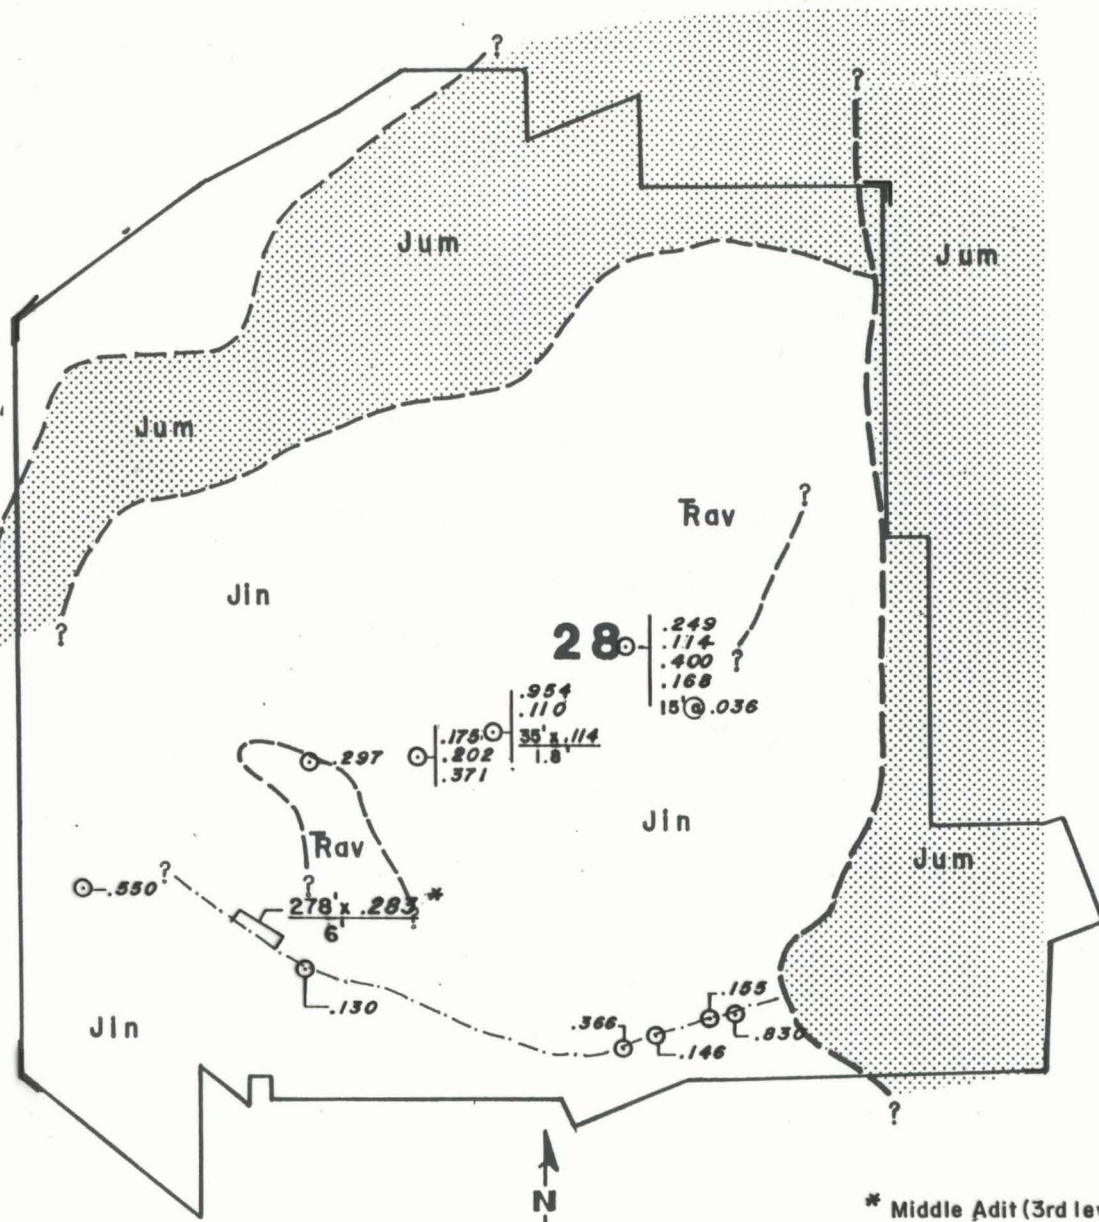 ?
?
Jum
Jum
Jum
?
T̶Rav
Jin
?
28
.249
.114
.400
.168
15' @ .036
?
.954
.110
35' x .114
1.8'
.175
.202
.371
.297
Jin
T̶Rav
Jum
?
.550
?
278' x .283 *
6'
?
.130
.155
.366
.830
.146
Jin
?
N
* Middle Adit (3rd lev